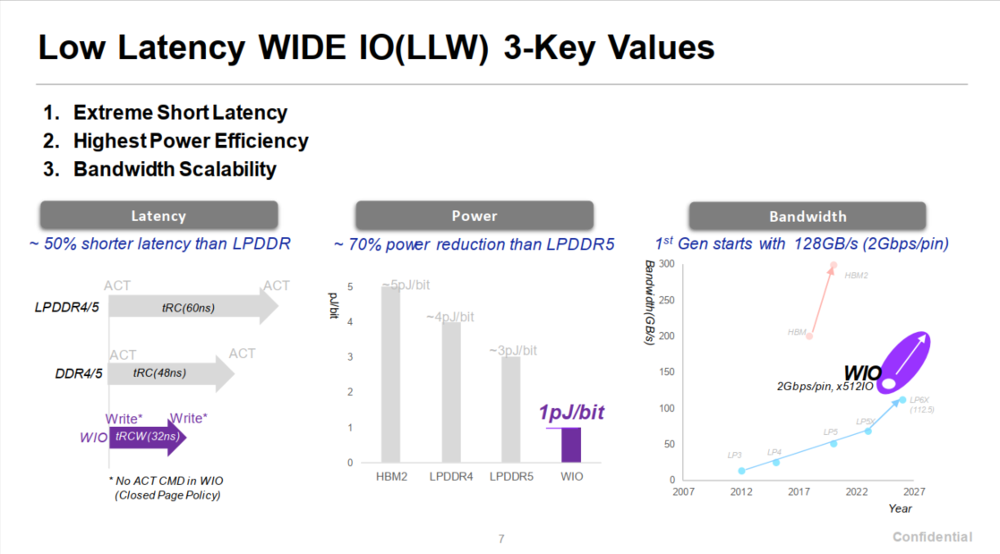 Low Latency WIDE IO(LLW) 3-Key Values
1. Extreme Short Latency
2. Highest Power Efficiency
3. Bandwidth Scalability
Latency
~ 50% shorter latency than LPDDR
ACT ACT
LPDDR4/5 tRC(60ns)
ACT ACT
DDR4/5 tRC(48ns)
Write* Write*
WIO tRCW(32ns)
* No ACT CMD in WIO
(Closed Page Policy)
Power
~ 70% power reduction than LPDDR5
pJ/bit
5
4
3
2
1
0
~5pJ/bit
~4pJ/bit
~3pJ/bit
1pJ/bit
HBM2 LPDDR4 LPDDR5 WIO
Bandwidth
1st Gen starts with 128GB/s (2Gbps/pin)
Bandwidth(GB/s)
300
250
200
150
100
50
0
HBM2
HBM
WIO
2Gbps/pin, x512IO
LP6X
(112.5)
LP5X
LP5
LP4
LP3
2007 2012 2017 2022 2027
Year
7
Confidential